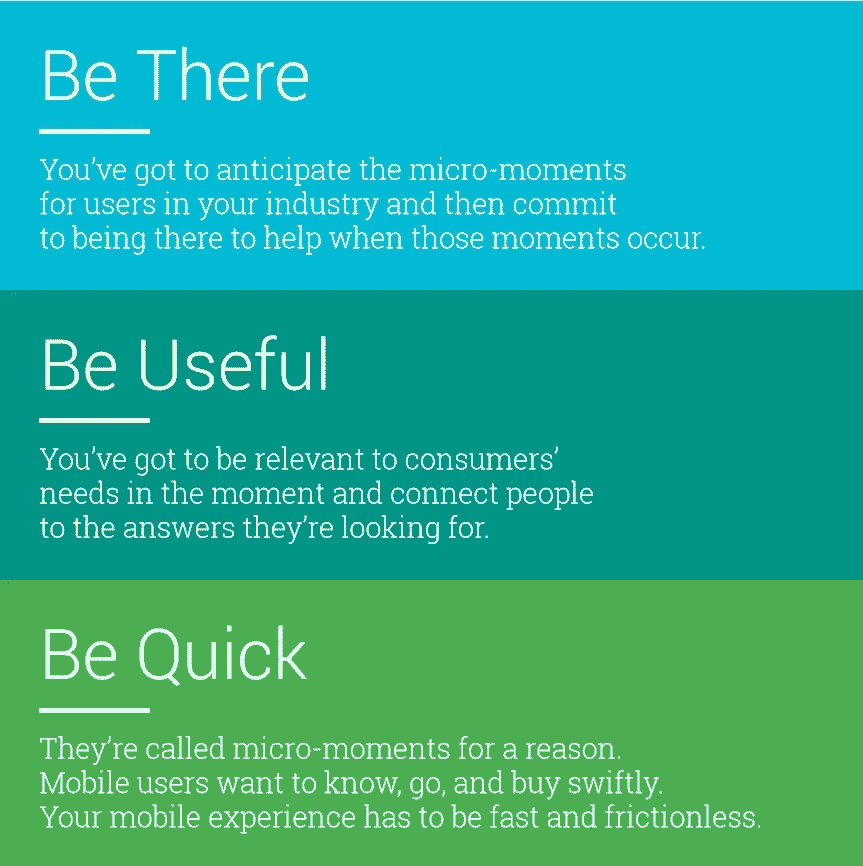 Be There
You’ve got to anticipate the micro-moments
for users in your industry and then commit
to being there to help when those moments occur.
Be Useful
You’ve got to be relevant to consumers’
needs in the moment and connect people
to the answers they’re looking for.
Be Quick
They’re called micro-moments for a reason.
Mobile users want to know, go, and buy swiftly.
Your mobile experience has to be fast and frictionless.